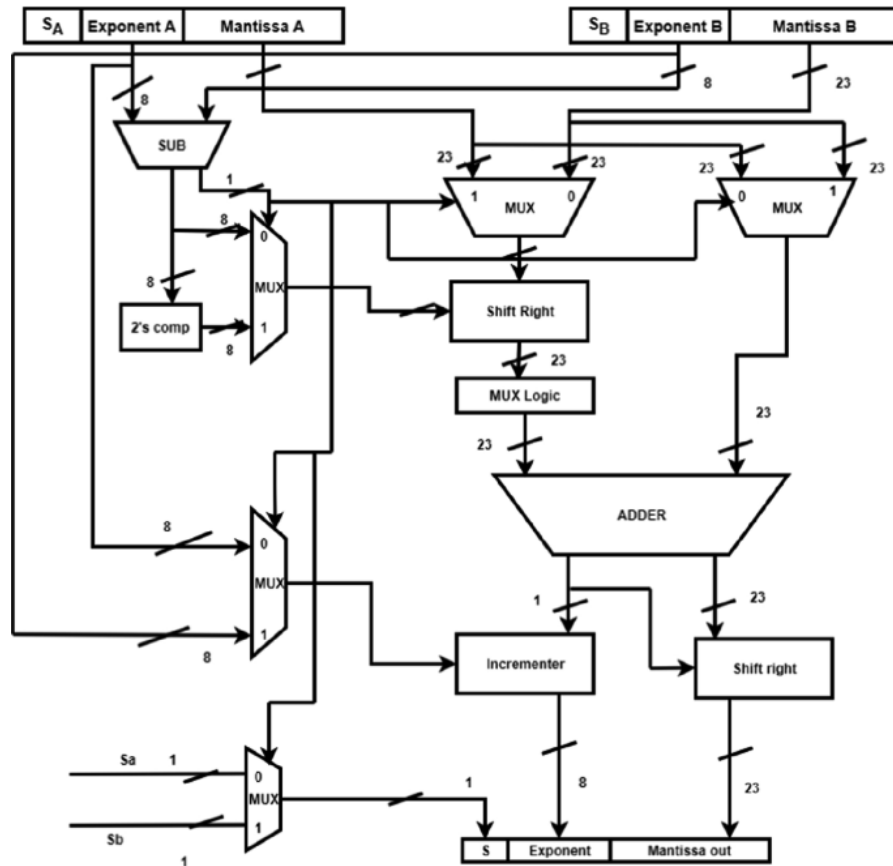 SA Exponent A Mantissa A SB Exponent B Mantissa B
8 8 23
SUB
1 23 23 23 23
1 0 0 1
MUX MUX
8 0
8 MUX
2's comp 1
8
Shift Right
23
MUX Logic
23 23
ADDER
8 0
MUX
1
8
1 23
Incrementer Shift right
Sa 1 0
MUX
Sb 1
1
1 8 23
S Exponent Mantissa out